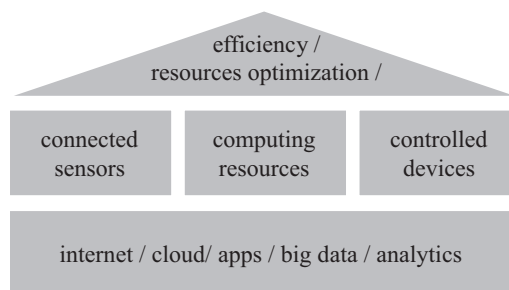 efficiency /
resources optimization /
connected
sensors
computing
resources
controlled
devices
internet / cloud/ apps / big data / analytics